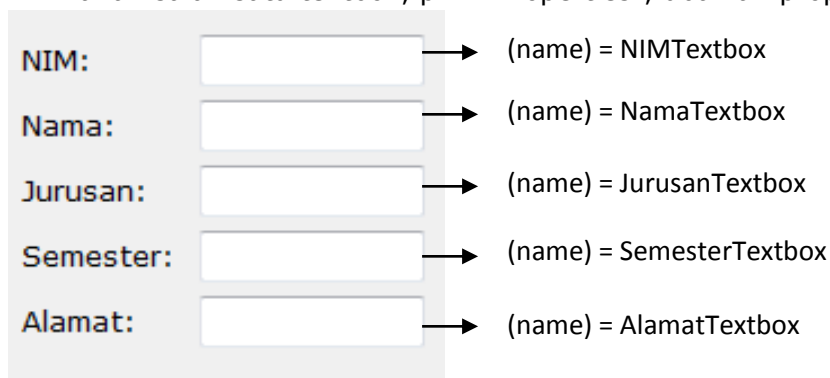 NIM: (name) = NIMTextbox
Nama: (name) = NamaTextbox
Jurusan: (name) = JurusanTextbox
Semester: (name) = SemesterTextbox
Alamat: (name) = AlamatTextbox